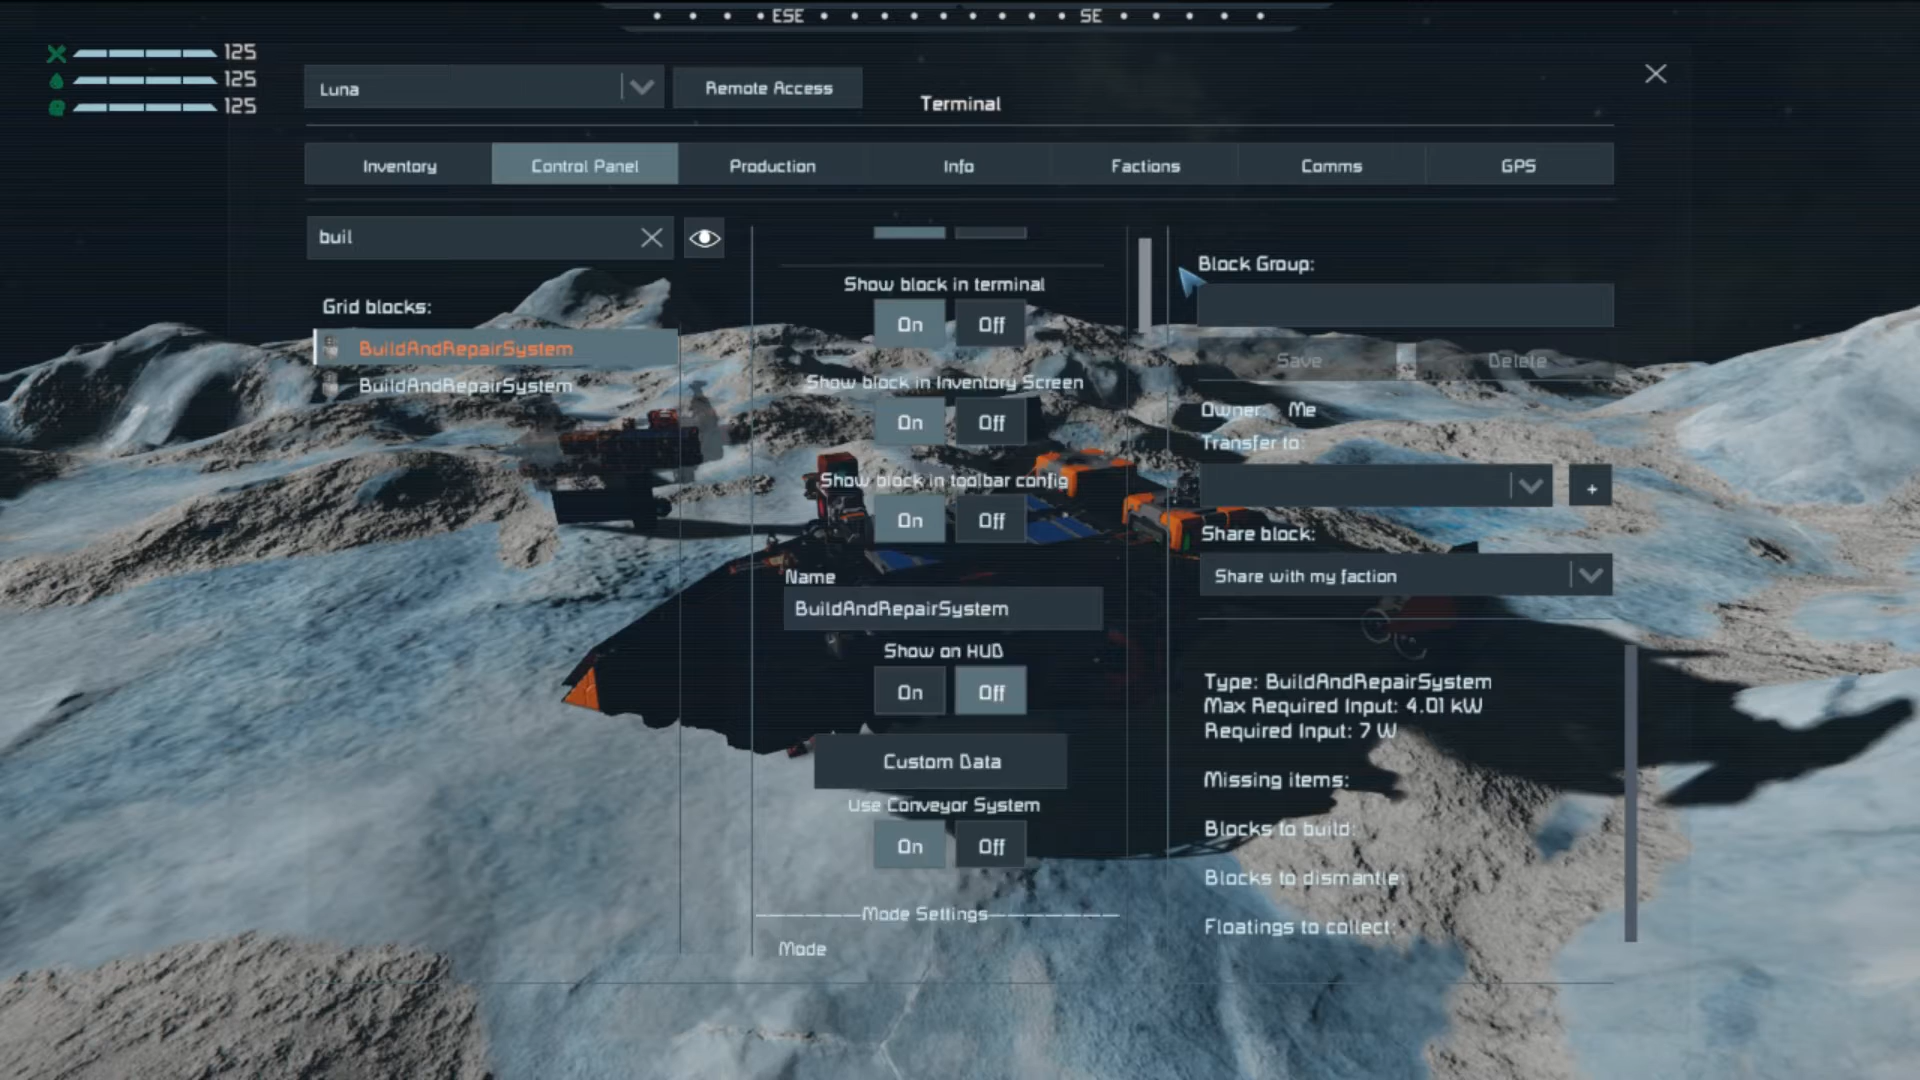 ESE SE
125
125
125
Luna
Remote Access
Terminal
Inventory
Control Panel
Production
Info
Factions
Comms
GPS
buil
Grid blocks:
BuildAndRepairSystem
BuildAndRepairSystem
Show block in terminal
On Off
Show block in Inventory Screen
On Off
Show block in toolbar config
On Off
Name
BuildAndRepairSystem
Show on HUD
On Off
Custom Data
Use Conveyor System
On Off
Mode Settings
Mode
Block Group:
Save Delete
Owner: Me
Transfer to:
+
Share block:
Share with my faction
Type: BuildAndRepairSystem
Max Required Input: 4.01 kW
Required Input: 7 W
Missing items:
Blocks to build:
Blocks to dismantle:
Floatings to collect: